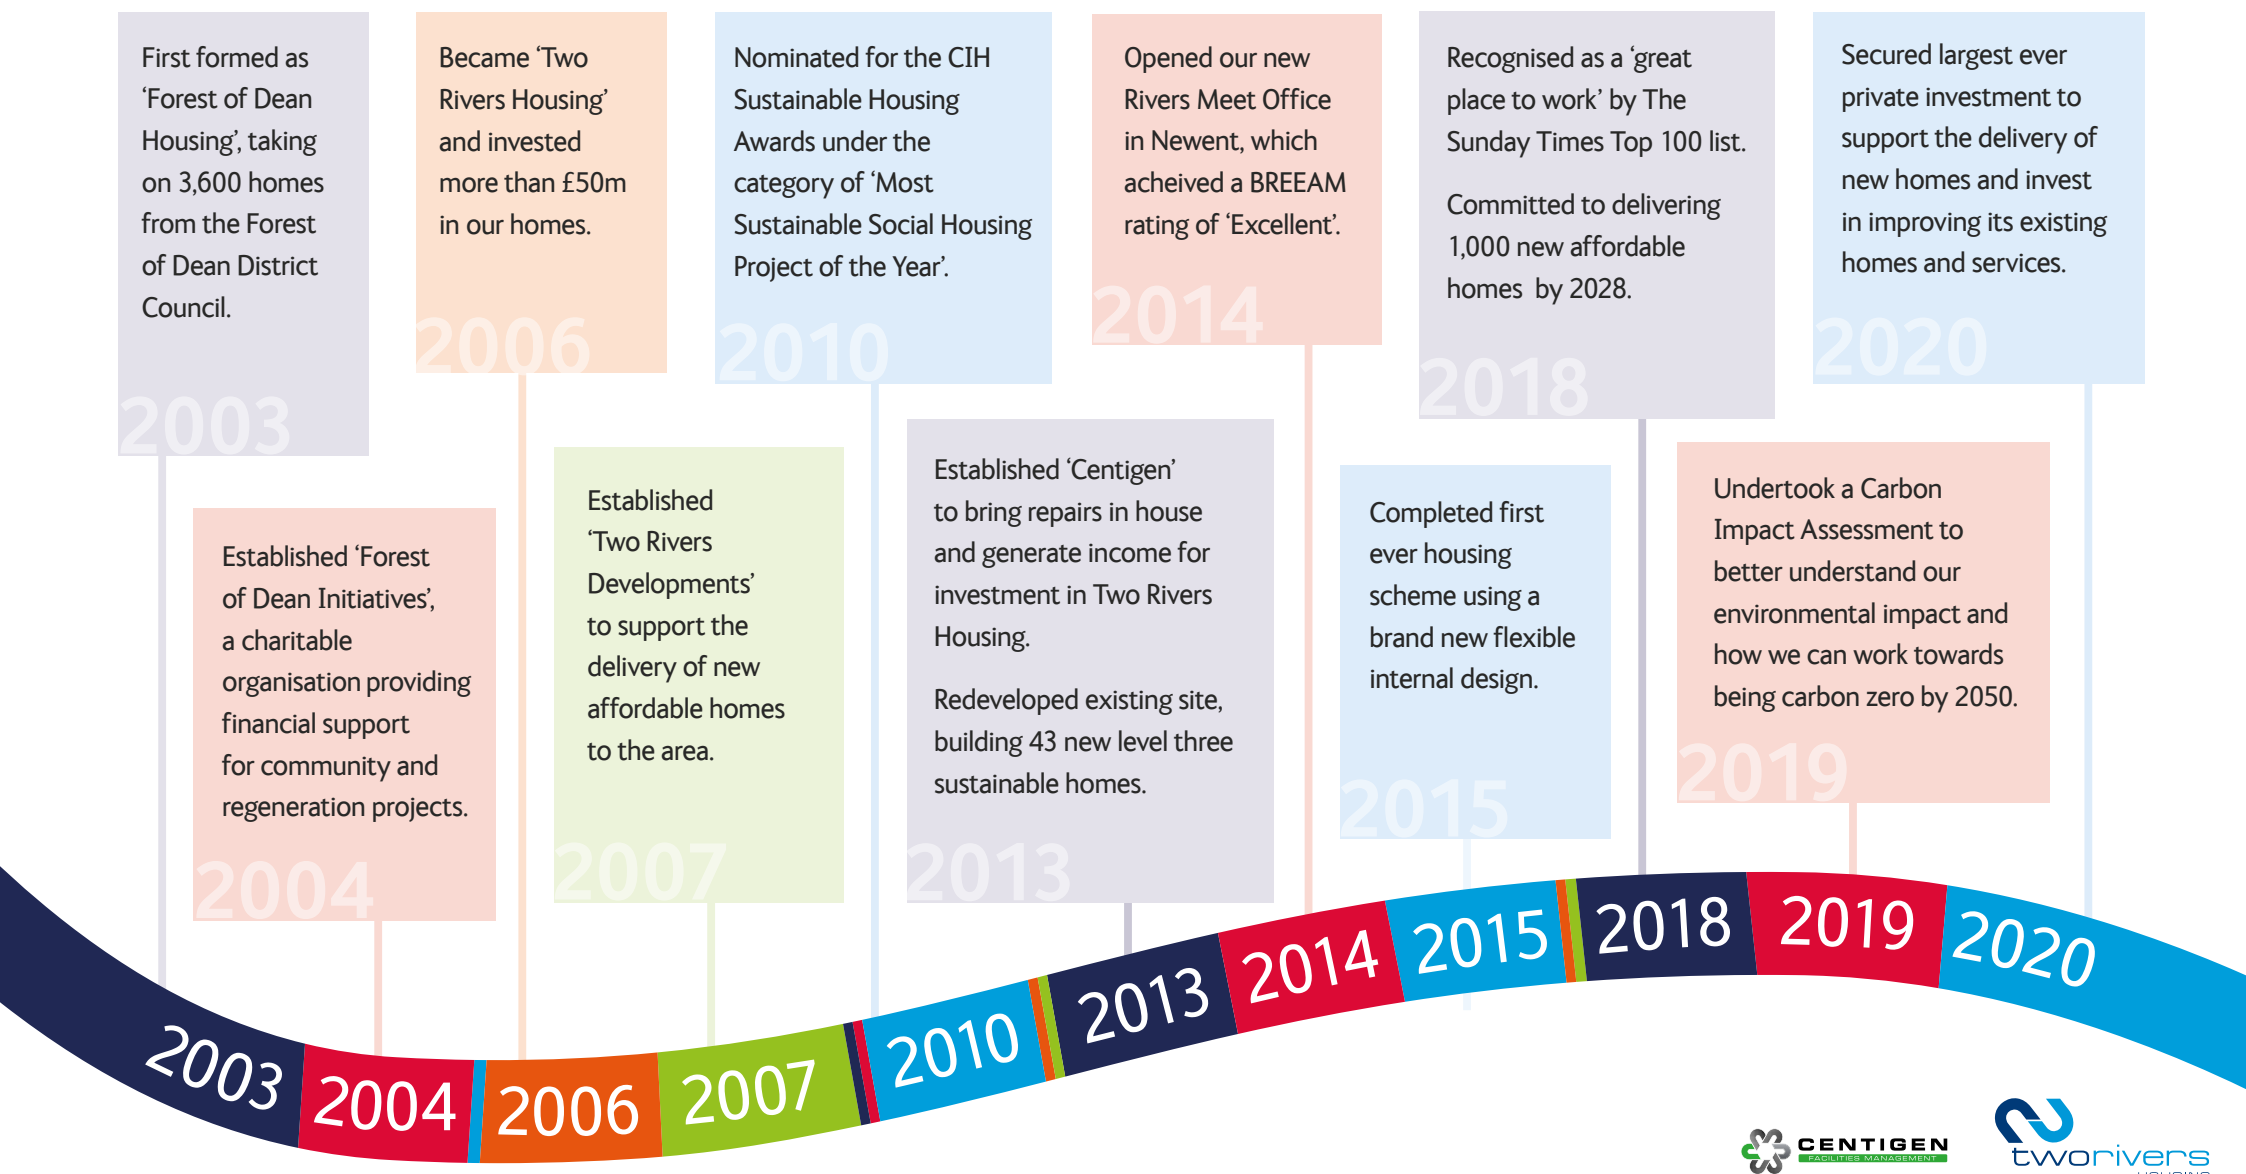 First formed as
‘Forest of Dean
Housing’, taking
on 3,600 homes
from the Forest
of Dean District
Council.
2003
Established ‘Forest
of Dean Initiatives’,
a charitable
organisation providing
financial support
for community and
regeneration projects.
2004
Became ‘Two
Rivers Housing’
and invested
more than £50m
in our homes.
2006
Established
‘Two Rivers
Developments’
to support the
delivery of new
affordable homes
to the area.
2007
Nominated for the CIH
Sustainable Housing
Awards under the
category of ‘Most
Sustainable Social Housing
Project of the Year’.
2010
Established ‘Centigen’
to bring repairs in house
and generate income for
investment in Two Rivers
Housing.
Redeveloped existing site,
building 43 new level three
sustainable homes.
2013
Opened our new
Rivers Meet Office
in Newent, which
acheived a BREEAM
rating of ‘Excellent’.
2014
Completed first
ever housing
scheme using a
brand new flexible
internal design.
2015
Recognised as a ‘great
place to work’ by The
Sunday Times Top 100 list.
Committed to delivering
1,000 new affordable
homes by 2028.
2018
Undertook a Carbon
Impact Assessment to
better understand our
environmental impact and
how we can work towards
being carbon zero by 2050.
2019
Secured largest ever
private investment to
support the delivery of
new homes and invest
in improving its existing
homes and services.
2020
2003
2004
2006
2007
2010
2013
2014
2015
2018
2019
2020
CENTIGEN
FACILITIES MANAGEMENT
tworivers
HOUSING